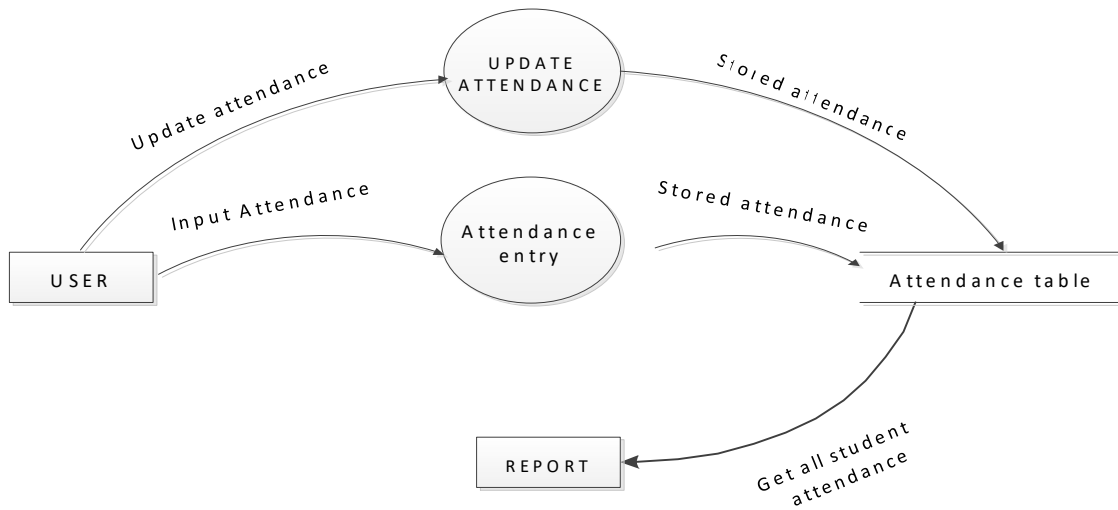 UPDATE
ATTENDANCE
Update attendance
Stored attendance
Input Attendance
Attendance
entry
Stored attendance
USER
Attendance table
REPORT
Get all student
attendance